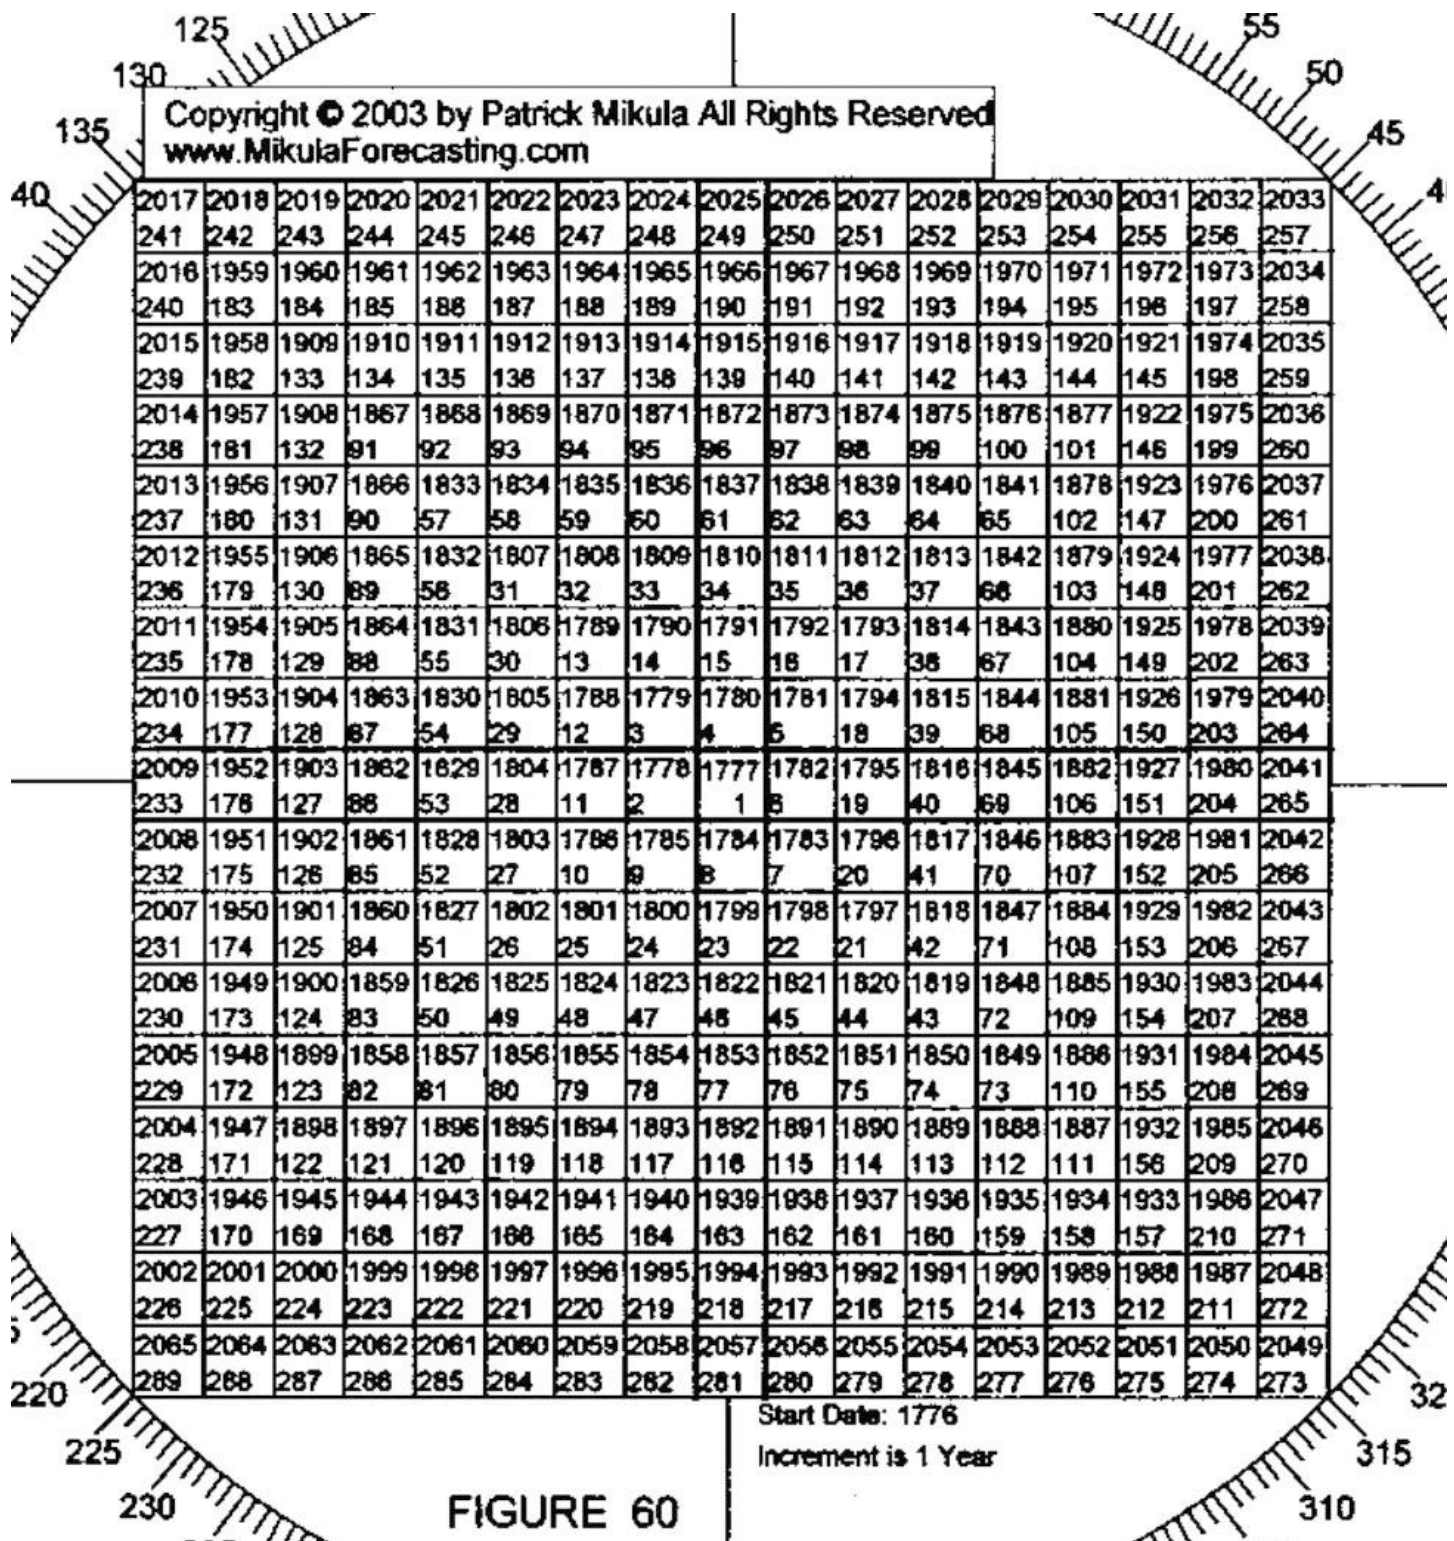 125
55
130
50
Copyright © 2003 by Patrick Mikula All Rights Reserved
www.MikulaForecasting.com
135
45
40
4
2017 2018 2019 2020 2021 2022 2023 2024 2025 2026 2027 2028 2029 2030 2031 2032 2033
241 242 243 244 245 246 247 248 249 250 251 252 253 254 255 256 257
2016 1959 1960 1961 1962 1963 1964 1965 1966 1967 1968 1969 1970 1971 1972 1973 2034
240 183 184 185 186 187 188 189 190 191 192 193 194 195 196 197 258
2015 1958 1909 1910 1911 1912 1913 1914 1915 1916 1917 1918 1919 1920 1921 1974 2035
239 182 133 134 135 136 137 138 139 140 141 142 143 144 145 198 259
2014 1957 1908 1867 1868 1869 1870 1871 1872 1873 1874 1875 1876 1877 1922 1975 2036
238 181 132 91 92 93 94 95 96 97 98 99 100 101 146 199 260
2013 1956 1907 1866 1833 1834 1835 1836 1837 1838 1839 1840 1841 1878 1923 1976 2037
237 180 131 90 57 58 59 60 61 62 63 64 65 102 147 200 261
2012 1955 1906 1865 1832 1807 1808 1809 1810 1811 1812 1813 1842 1879 1924 1977 2038
236 179 130 89 56 31 32 33 34 35 36 37 66 103 148 201 262
2011 1954 1905 1864 1831 1806 1789 1790 1791 1792 1793 1814 1843 1880 1925 1978 2039
235 178 129 88 55 30 13 14 15 16 17 38 67 104 149 202 263
2010 1953 1904 1863 1830 1805 1788 1779 1780 1781 1794 1815 1844 1881 1926 1979 2040
234 177 128 87 54 29 12 3 4 5 18 39 68 105 150 203 264
2009 1952 1903 1862 1829 1804 1787 1778 1777 1782 1795 1816 1845 1882 1927 1980 2041
233 176 127 86 53 28 11 2 1 6 19 40 69 106 151 204 265
2008 1951 1902 1861 1828 1803 1786 1785 1784 1783 1796 1817 1846 1883 1928 1981 2042
232 175 126 85 52 27 10 9 8 7 20 41 70 107 152 205 266
2007 1950 1901 1860 1827 1802 1801 1800 1799 1798 1797 1818 1847 1884 1929 1982 2043
231 174 125 84 51 26 25 24 23 22 21 42 71 108 153 206 267
2006 1949 1900 1859 1826 1825 1824 1823 1822 1821 1820 1819 1848 1885 1930 1983 2044
230 173 124 83 50 49 48 47 46 45 44 43 72 109 154 207 268
2005 1948 1899 1858 1857 1856 1855 1854 1853 1852 1851 1850 1849 1886 1931 1984 2045
229 172 123 82 81 80 79 78 77 76 75 74 73 110 155 208 269
2004 1947 1898 1897 1896 1895 1894 1893 1892 1891 1890 1889 1888 1887 1932 1985 2046
228 171 122 121 120 119 118 117 116 115 114 113 112 111 156 209 270
2003 1946 1945 1944 1943 1942 1941 1940 1939 1938 1937 1936 1935 1934 1933 1986 2047
227 170 169 168 167 166 165 164 163 162 161 160 159 158 157 210 271
2002 2001 2000 1999 1998 1997 1996 1995 1994 1993 1992 1991 1990 1989 1988 1987 2048
226 225 224 223 222 221 220 219 218 217 216 215 214 213 212 211 272
2065 2064 2063 2062 2061 2060 2059 2058 2057 2056 2055 2054 2053 2052 2051 2050 2049
289 288 287 286 285 284 283 282 281 280 279 278 277 276 275 274 273
220
32
Start Date: 1776
225
315
Increment is 1 Year
230
FIGURE 60
310